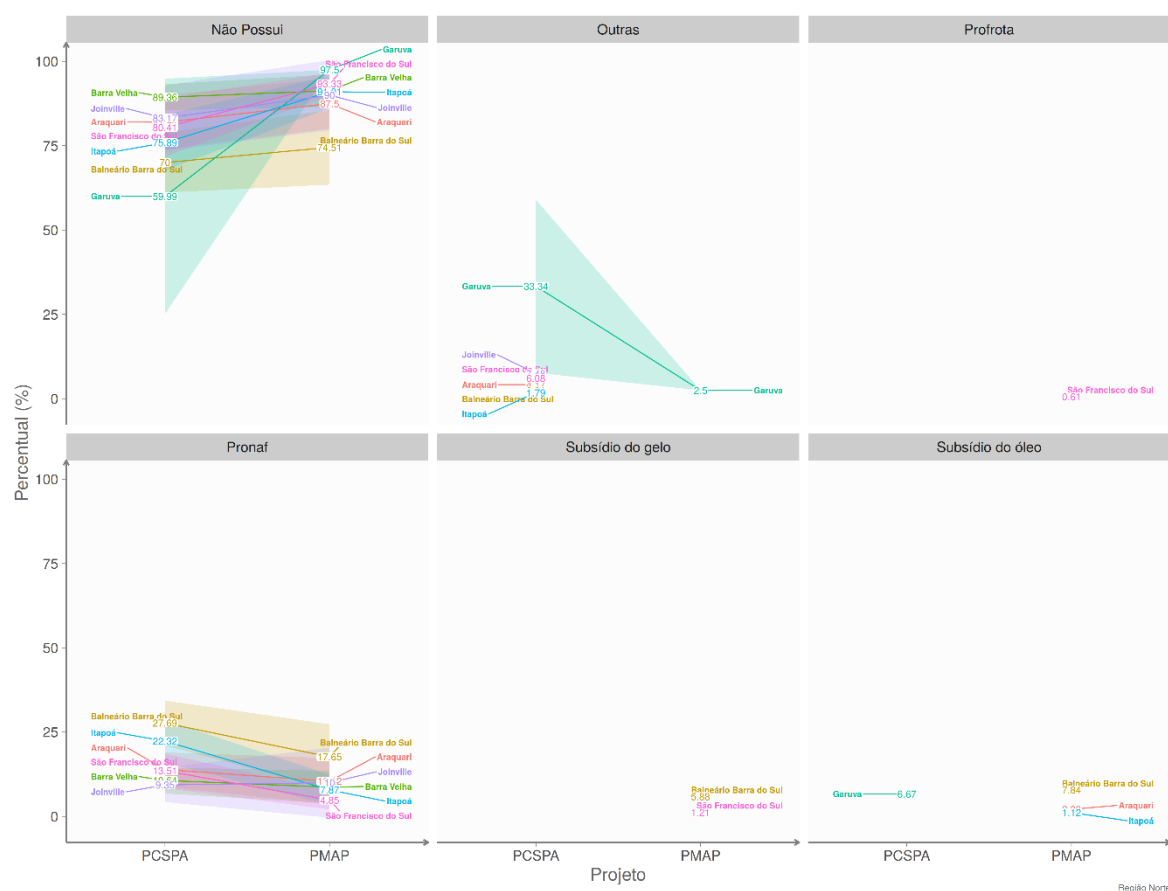 Não Possui
Outras
Profrota
100
75
50
25
0
Barra Velha
Joinville
Araquari
São Francisco do
Itapoá
Balneário Barra do Sul
Garuva
89.36
83.17
80.41
75.89
70
59.99
97.5
93.33
90
87.5
74.51
Garuva
São Francisco do Sul
Barra Velha
Itapoá
Joinville
Araquari
Balneário Barra do Sul
Garuva
33.34
Joinville
São Francisco do Sul
6.08
Araquari
Balneário Barra do Sul
1.79
Itapoá
2.5
Garuva
São Francisco do Sul
0.61
Pronaf
Subsídio do gelo
Subsídio do óleo
100
75
50
25
0
Balneário Barra do Sul
27.69
Itapoá
22.32
Araquari
São Francisco do Sul
13.51
Barra Velha
10.64
Joinville
9.35
Balneário Barra do Sul
17.65
Araquari
Joinville
Barra Velha
7.87
Itapoá
4.85
São Francisco do Sul
Balneário Barra do Sul
5.88
São Francisco do Sul
1.21
Garuva
6.67
Balneário Barra do Sul
7.84
Araquari
1.12
Itapoá
PCSPA
PMAP
PCSPA
PMAP
PCSPA
PMAP
Percentual (%)
Projeto
Região Norte